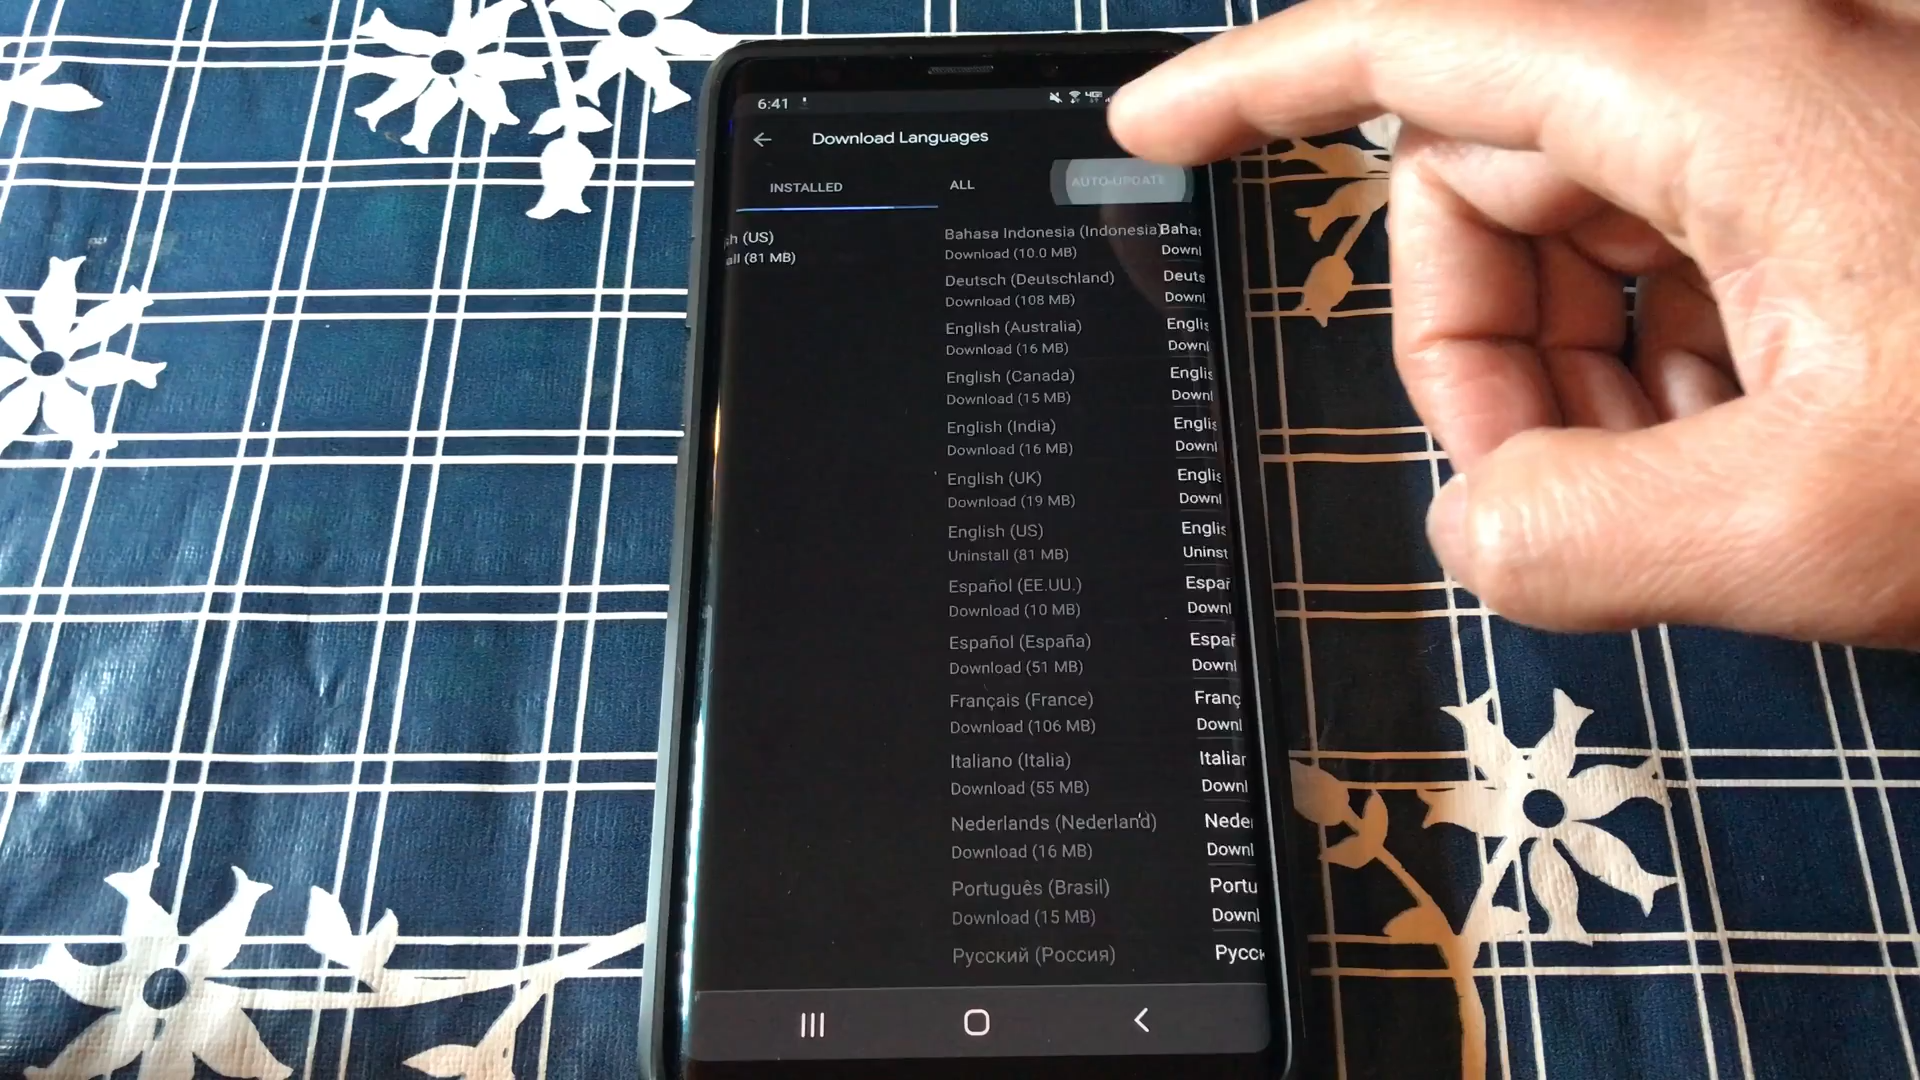 6:41
Download Languages
INSTALLED
ALL
AUTO-UPDATE
(US)
(81 MB)
Bahasa Indonesia (Indonesia)
Download (10.0 MB)
Deutsch (Deutschland)
Download (108 MB)
English (Australia)
Download (16 MB)
English (Canada)
Download (15 MB)
English (India)
Download (16 MB)
English (UK)
Download (19 MB)
English (US)
Uninstall (81 MB)
Español (EE.UU.)
Download (10 MB)
Español (España)
Download (51 MB)
Français (France)
Download (106 MB)
Italiano (Italia)
Download (55 MB)
Nederlands (Nederland)
Download (16 MB)
Português (Brasil)
Download (15 MB)
Русский (Россия)